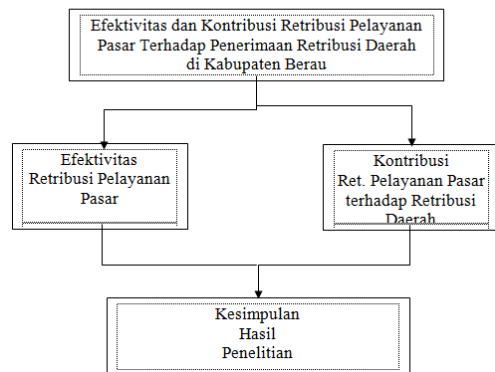 Efektivitas dan Kontribusi Retribusi Pelayanan
Pasar Terhadap Penerimaan Retribusi Daerah
di Kabupaten Berau
Efektivitas
Retribusi Pelayanan
Pasar
Kontribusi
Ret. Pelayanan Pasar
terhadap Retribusi
Daerah
Kesimpulan
Hasil
Penelitian